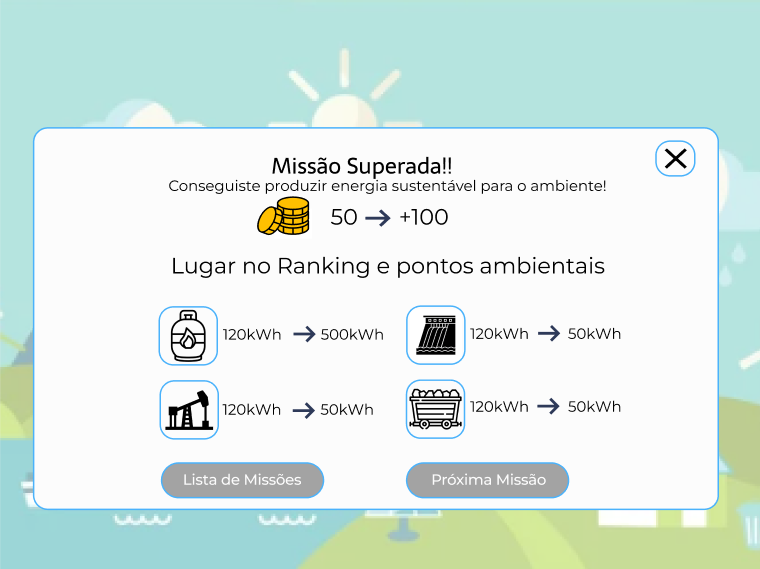 Missão Superada!!
Conseguiste produzir energia sustentável para o ambiente!
50 → +100
Lugar no Ranking e pontos ambientais
120kWh → 500kWh
120kWh → 50kWh
120kWh → 50kWh
120kWh → 50kWh
Lista de Missões
Próxima Missão